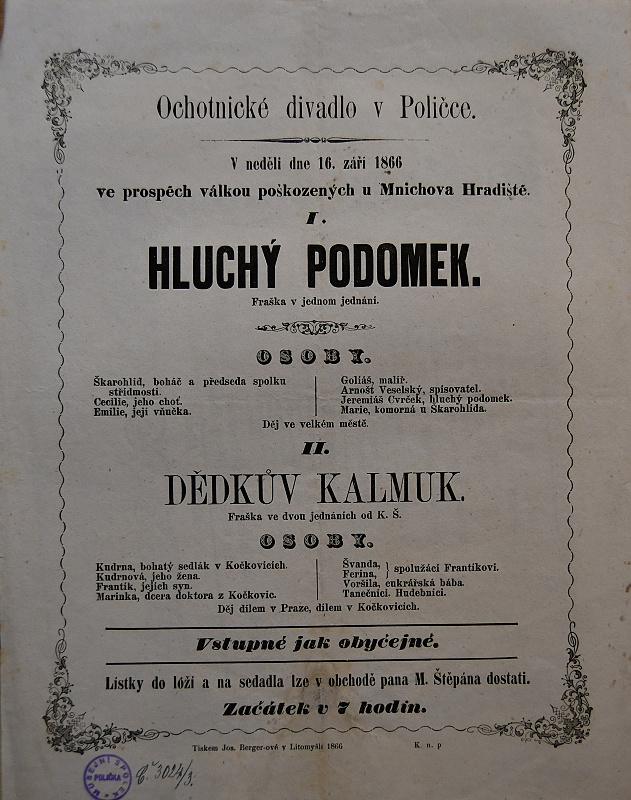 Ochotnické divadlo v Poličce.
V neděli dne 16. září 1866
ve prospěch válkou poškozených u Mnichova Hradiště.
I.
HLUCHÝ PODOMEK.
Fraška v jednom jednání.
OSOBY.
Škarohlíd, boháč a předseda spolku
střídmosti.
Cecilie, jeho choť.
Emilie, její vňučka.
Goliáš, malíř.
Arnošt Veselský, spisovatel.
Jeremiáš Cvrček, hluchý podomek.
Marie, komorná u Škarohlída.
Děj ve velkém městě.
II.
DĚDKŮV KALMUK.
Fraška ve dvou jednáních od K. Š.
OSOBY.
Kudrna, bohatý sedlák v Kočkovicích.
Kudrnová, jeho žena.
Frantík, jejich syn.
Marinka, dcera doktora z Kočkovic.
Švanda,
Ferina, } spolužáci Frantíkovi.
Voršila, cukrářská bába.
Tanečníci. Hudebníci.
Děj dílem v Praze, dílem v Kočkovicích.
Vstupné jak obyčejné.
Lístky do lóží a na sedadla lze v obchodě pana M. Štěpána dostati.
Začátek v 7 hodin.
Tiskem Jos. Berger-ové v Litomyšli 1866 K. n. p
MUSEJNÍ SPOLEK
POLIČKA
Č. 3024/3.